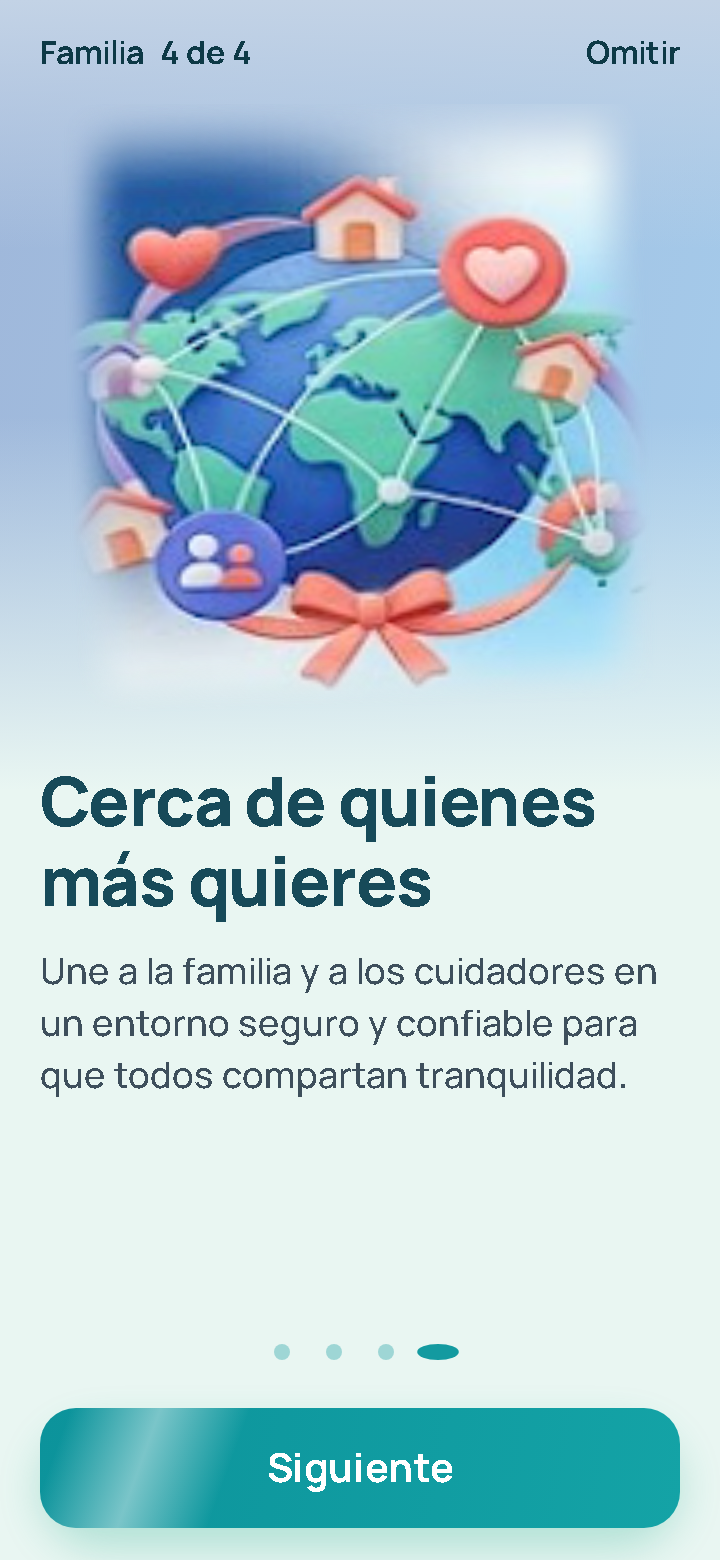 Familia 4 de 4
Omitir
Cerca de quienes
más quieres
Une a la familia y a los cuidadores en
un entorno seguro y confiable para
que todos compartan tranquilidad.
Siguiente